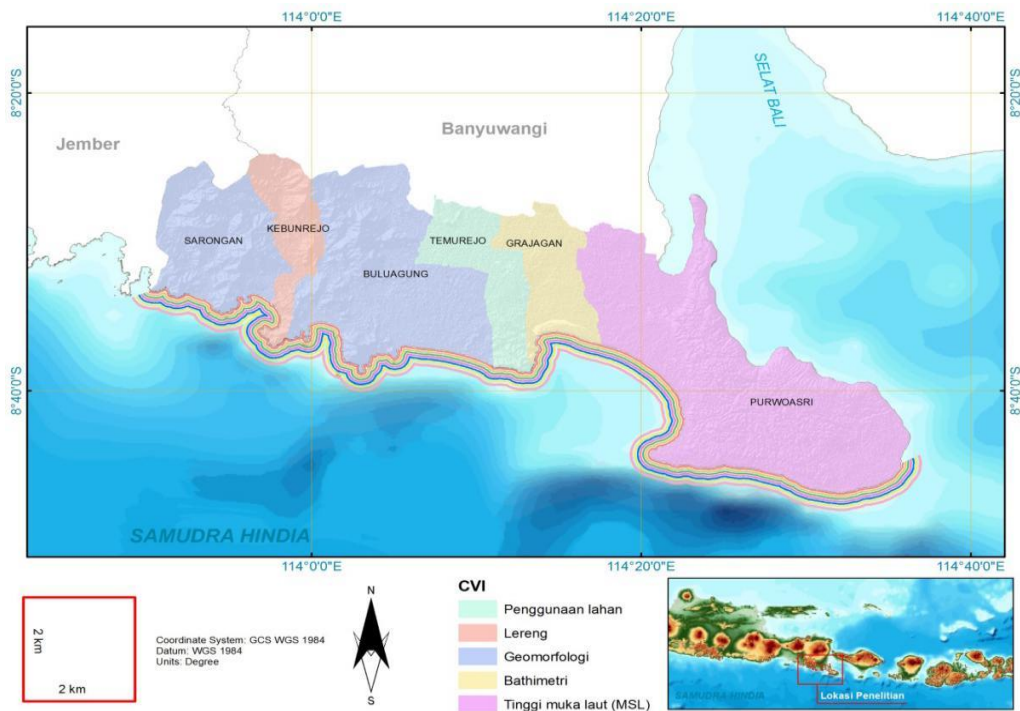 114°0'0"E
114°20'0"E
114°40'0"E
8°20'0"S
8°20'0"S
SELAT BALI
Jember
Banyuwangi
SARONGAN
KEBUNREJO
TEMUREJO
GRAJAGAN
BULUAGUNG
PURWOASRI
8°40'0"S
8°40'0"S
SAMUDRA HINDIA
114°0'0"E
114°20'0"E
114°40'0"E
2 km
2 km
Coordinate System: GCS WGS 1984
Datum: WGS 1984
Units: Degree
N
S
CVI
Penggunaan lahan
Lereng
Geomorfologi
Bathimetri
Tinggi muka laut (MSL)
SAMUDRA HINDIA
Lokasi Penelitian